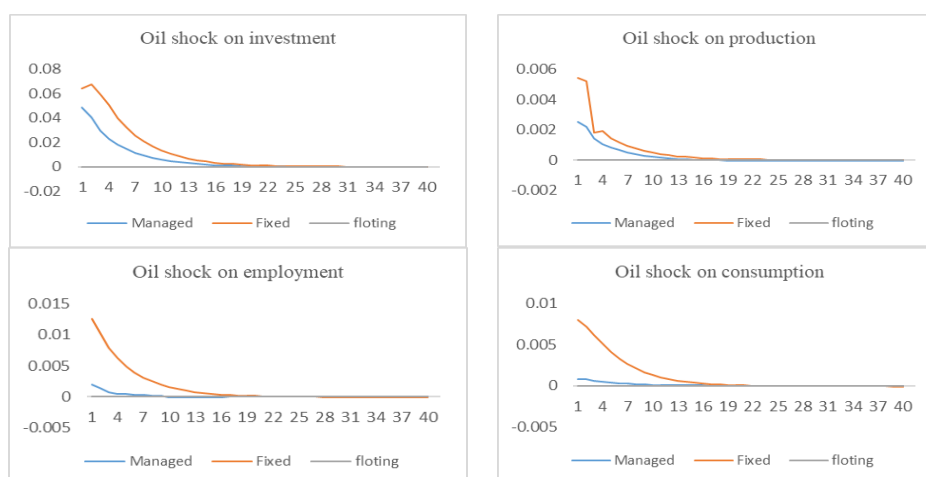 Oil shock on investment
0.08
0.06
0.04
0.02
0
-0.02
1 4 7 10 13 16 19 22 25 28 31 34 37 40
Managed Fixed floting
Oil shock on production
0.006
0.004
0.002
0
-0.002
1 4 7 10 13 16 19 22 25 28 31 34 37 40
Managed Fixed floting
Oil shock on employment
0.015
0.01
0.005
0
-0.005
1 4 7 10 13 16 19 22 25 28 31 34 37 40
Managed Fixed floting
Oil shock on consumption
0.01
0.005
0
-0.005
1 4 7 10 13 16 19 22 25 28 31 34 37 40
Managed Fixed floting